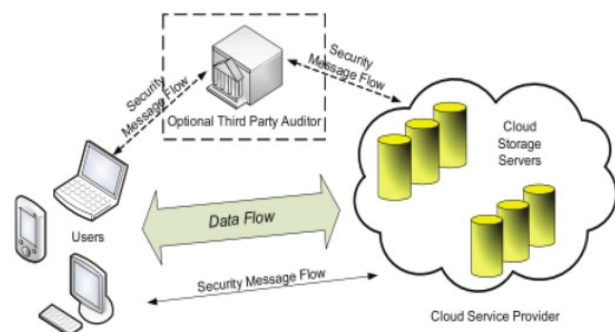 Security
Message Flow
Security
Message Flow
Optional Third Party Auditor
Cloud
Storage
Servers
Users
Data Flow
Security Message Flow
Cloud Service Provider